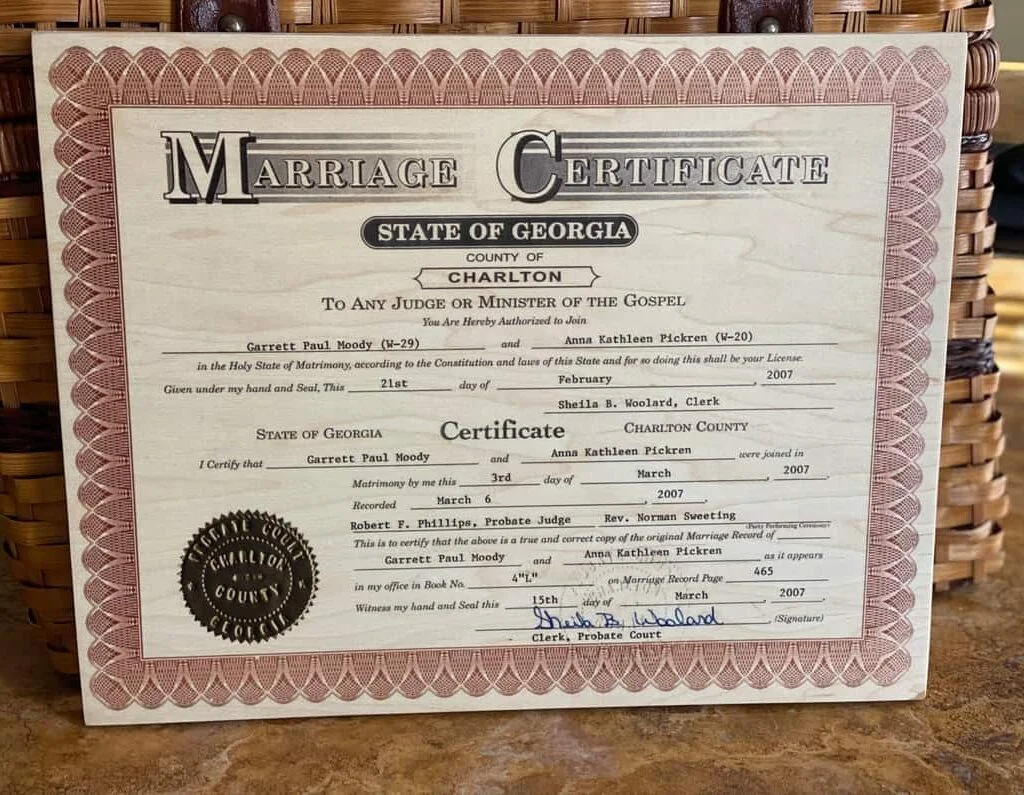 MARRIAGE CERTIFICATE
STATE OF GEORGIA
COUNTY OF
CHARLTON
TO ANY JUDGE OR MINISTER OF THE GOSPEL
You Are Hereby Authorized to Join
Garrett Paul Moody (W-29) and Anna Kathleen Pickren (W-20)
in the Holy State of Matrimony, according to the Constitution and laws of this State and for so doing this shall be your License.
Given under my hand and Seal, This 21st day of February, 2007
Sheila B. Woolard, Clerk
STATE OF GEORGIA Certificate CHARLTON COUNTY
I Certify that Garrett Paul Moody and Anna Kathleen Pickren were joined in
Matrimony by me this 3rd day of March, 2007.
Recorded March 6, 2007.
Robert F. Phillips, Probate Judge Rev. Norman Sweeting
(Party Performing Ceremony)
This is to certify that the above is a true and correct copy of the original Marriage Record of
Garrett Paul Moody and Anna Kathleen Pickren as it appears
in my office in Book No. 4"L" on Marriage Record Page 465
Witness my hand and Seal this 15th day of March, 2007.
Sheila B. Woolard (Signature)
Clerk, Probate Court
COURT
CHARLTON
COUNTY
GEORGIA